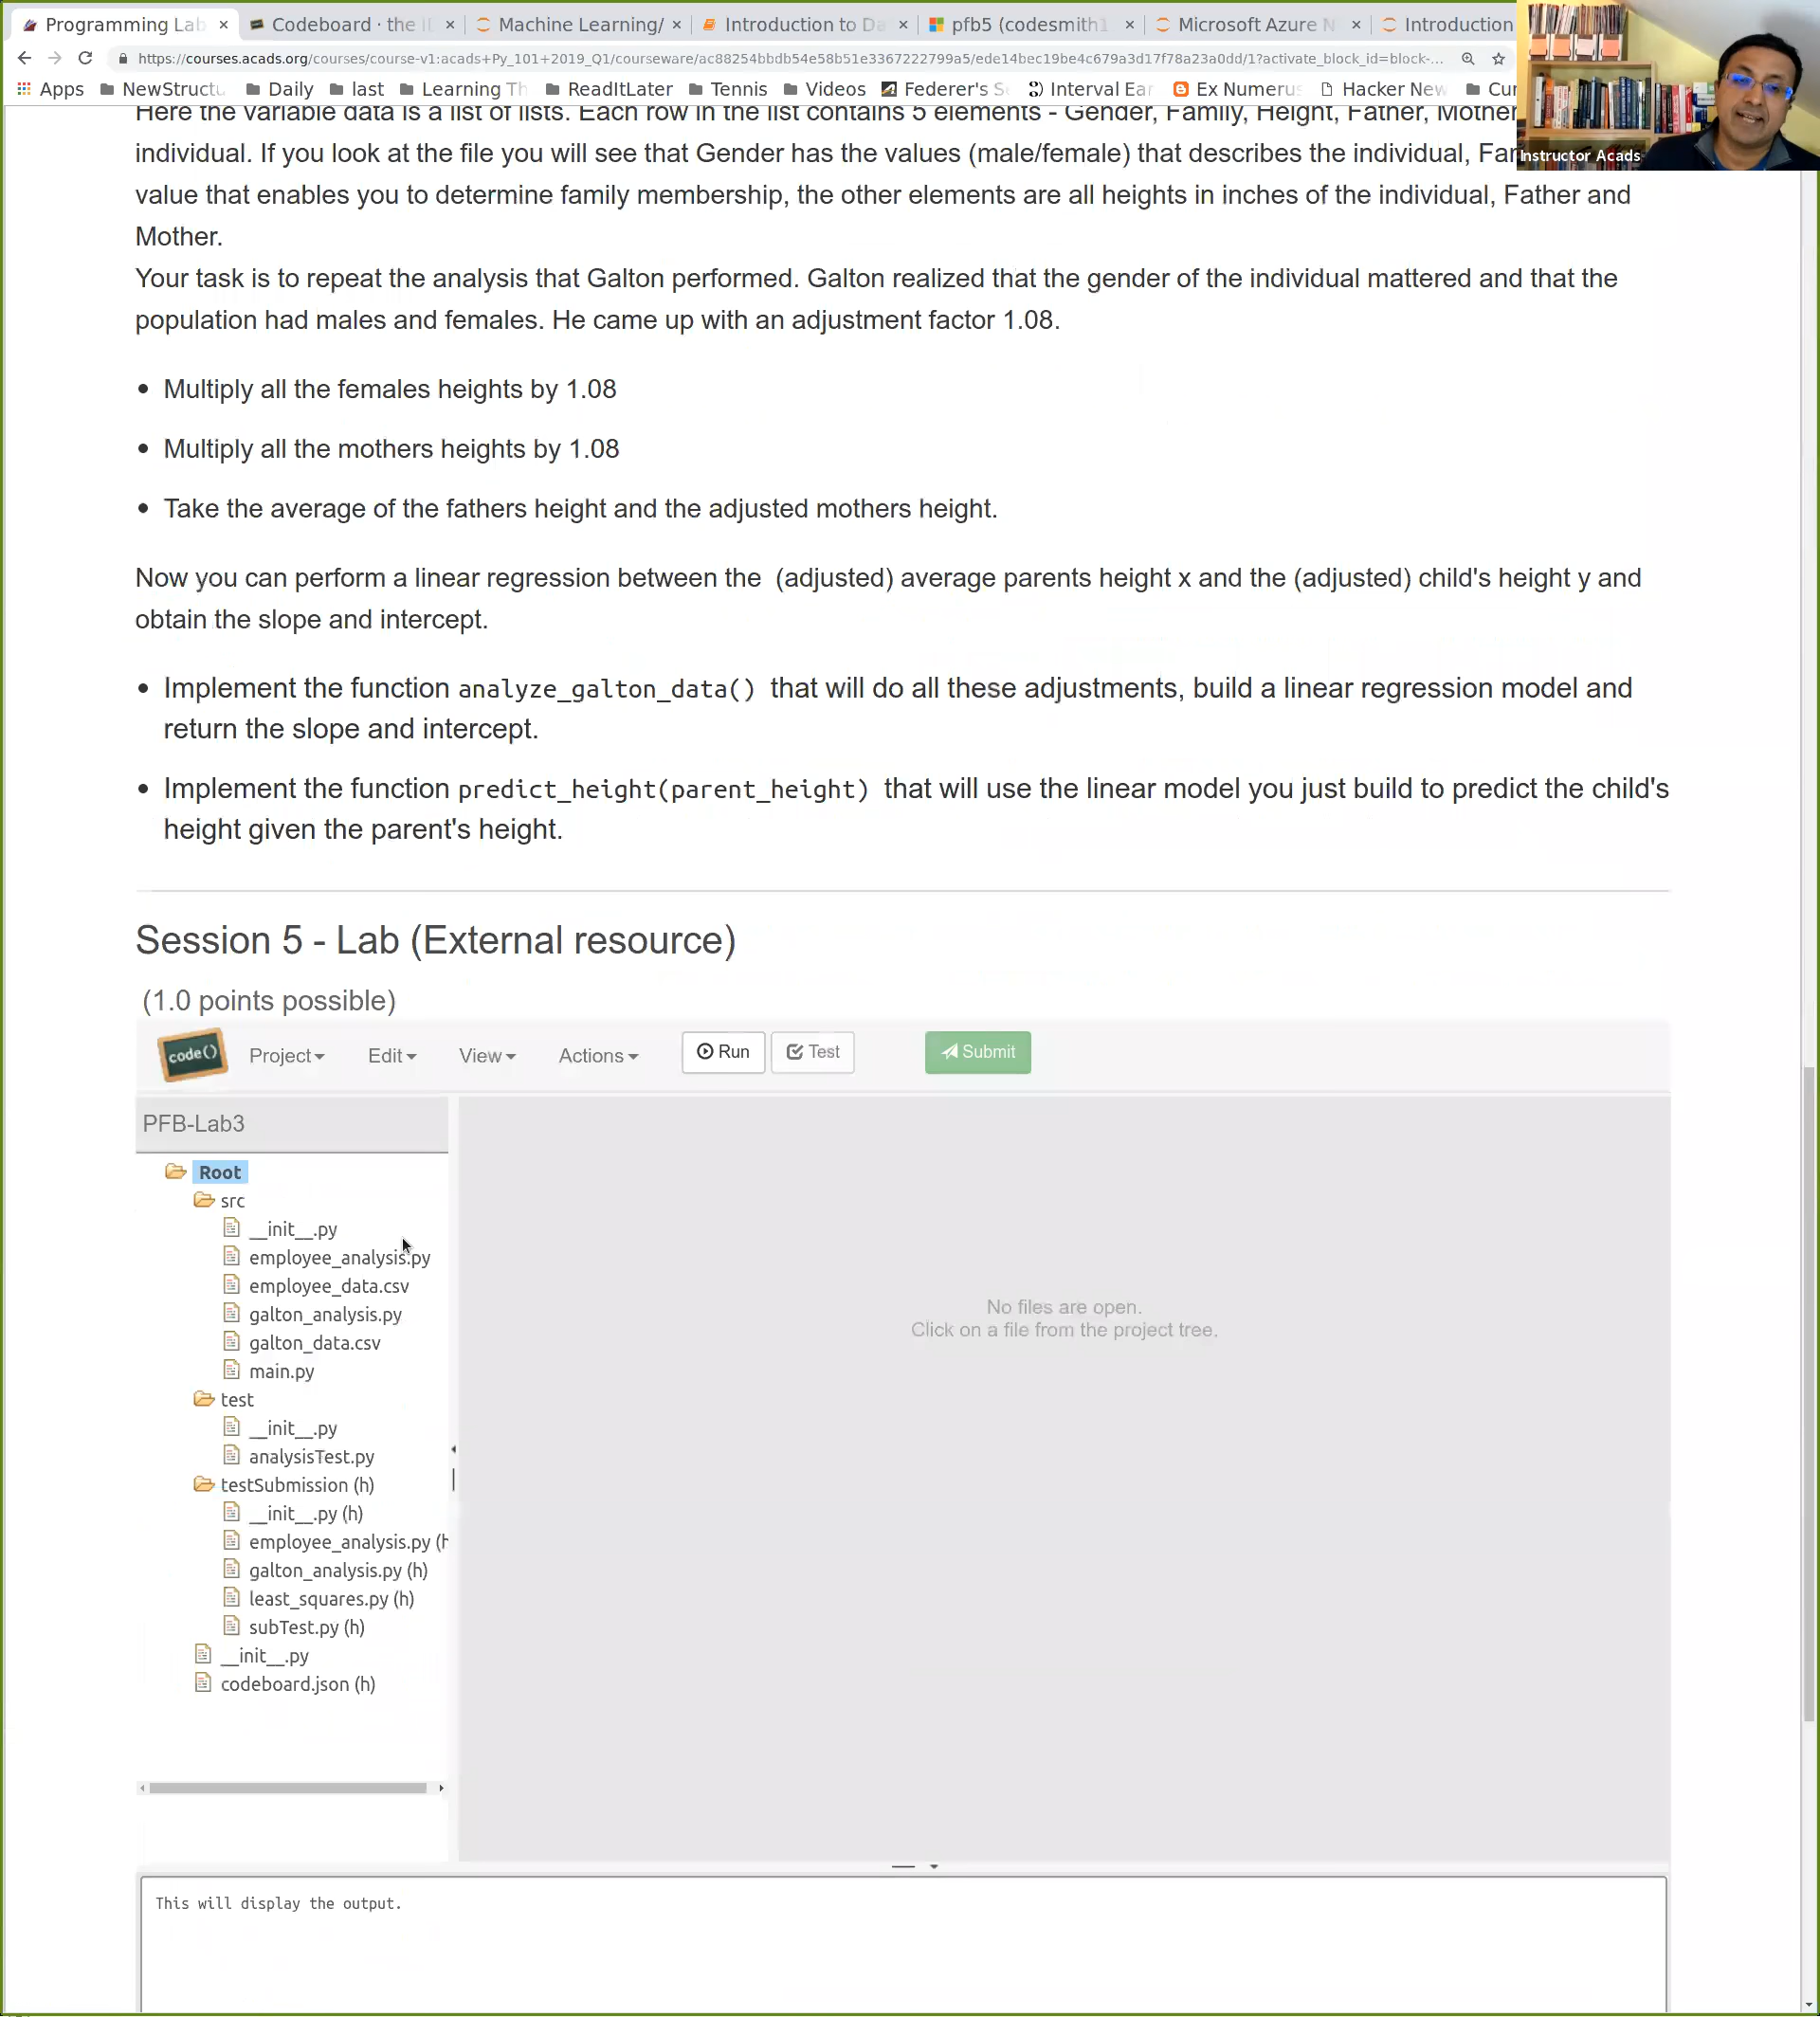 Programming Lab
Codeboard · the I
Machine Learning/
Introduction to Da
pfb5 (codesmith1
Microsoft Azure N
Introduction
https://courses.acads.org/courses/course-v1:acads+Py_101+2019_Q1/courseware/ac88254bbdb54e58b51e3367222799a5/ede14bec19be4c679a3d17f78a23a0dd/1?activate_block_id=block-...
Apps
NewStructu
Daily
last
Learning Th
ReadItLater
Tennis
Videos
Federer's S
Interval Ear
Ex Numerus
Hacker New
Cur
Instructor Acads
Here the variable data is a list of lists. Each row in the list contains 5 elements - Gender, Family, Height, Father, Mother
individual. If you look at the file you will see that Gender has the values (male/female) that describes the individual, Fam
value that enables you to determine family membership, the other elements are all heights in inches of the individual, Father and
Mother.
Your task is to repeat the analysis that Galton performed. Galton realized that the gender of the individual mattered and that the
population had males and females. He came up with an adjustment factor 1.08.
• Multiply all the females heights by 1.08
• Multiply all the mothers heights by 1.08
• Take the average of the fathers height and the adjusted mothers height.
Now you can perform a linear regression between the (adjusted) average parents height x and the (adjusted) child's height y and
obtain the slope and intercept.
• Implement the function analyze_galton_data() that will do all these adjustments, build a linear regression model and
return the slope and intercept.
• Implement the function predict_height(parent_height) that will use the linear model you just build to predict the child's
height given the parent's height.
Session 5 - Lab (External resource)
(1.0 points possible)
code()
Project
Edit
View
Actions
Run
Test
Submit
PFB-Lab3
Root
src
__init__.py
employee_analysis.py
employee_data.csv
galton_analysis.py
galton_data.csv
main.py
test
__init__.py
analysisTest.py
testSubmission (h)
__init__.py (h)
employee_analysis.py (h
galton_analysis.py (h)
least_squares.py (h)
subTest.py (h)
__init__.py
codeboard.json (h)
No files are open.
Click on a file from the project tree.
This will display the output.